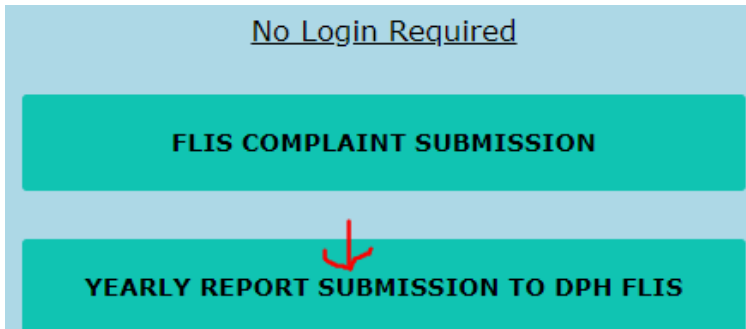 No Login Required
FLIS COMPLAINT SUBMISSION
YEARLY REPORT SUBMISSION TO DPH FLIS